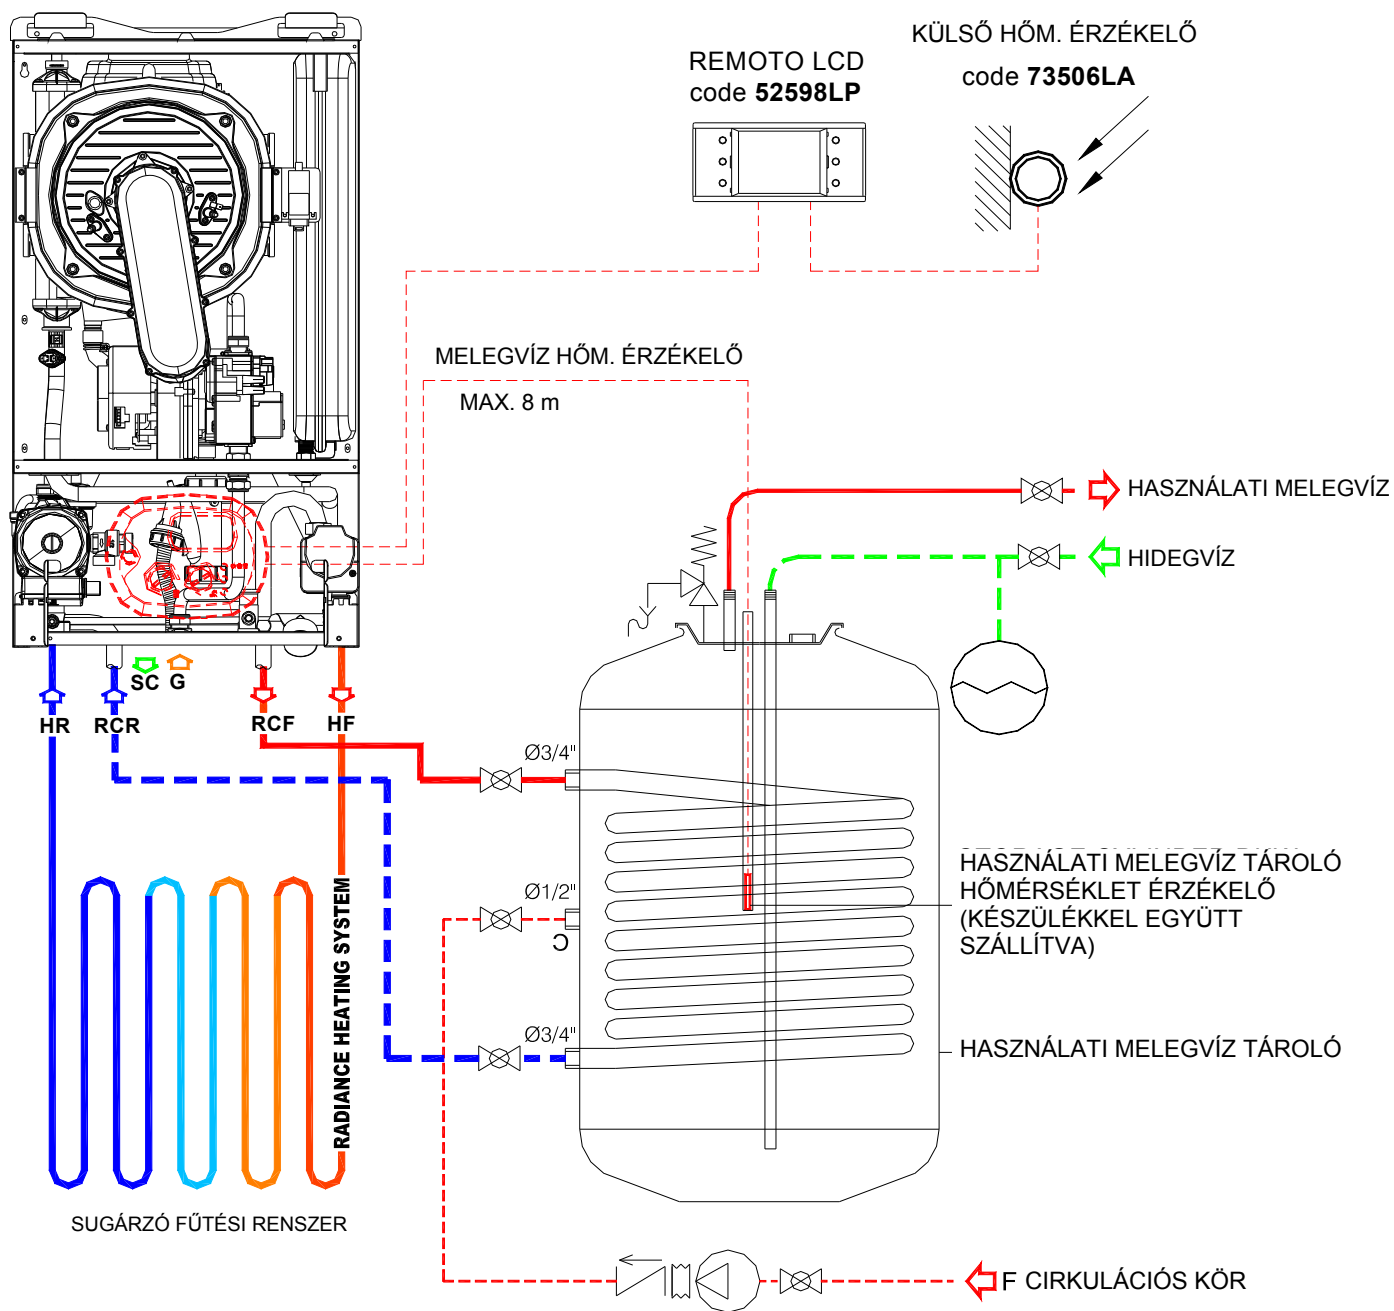 KÜLSŐ HŐM. ÉRZÉKELŐ
code 73506LA
REMOTO LCD
code 52598LP
MELEGVÍZ HŐM. ÉRZÉKELŐ
MAX. 8 m
HASZNÁLATI MELEGVÍZ
HIDEGVÍZ
SC G
HR RCR RCF HF
Ø3/4"
Ø1/2"
C
Ø3/4"
HASZNÁLATI MELEGVÍZ TÁROLÓ
HŐMÉRSÉKLET ÉRZÉKELŐ
(KÉSZÜLÉKKEL EGYÜTT
SZÁLLÍTVA)
HASZNÁLATI MELEGVÍZ TÁROLÓ
RADIANCE HEATING SYSTEM
SUGÁRZÓ FŰTÉSI RENSZER
F CIRKULÁCIÓS KÖR